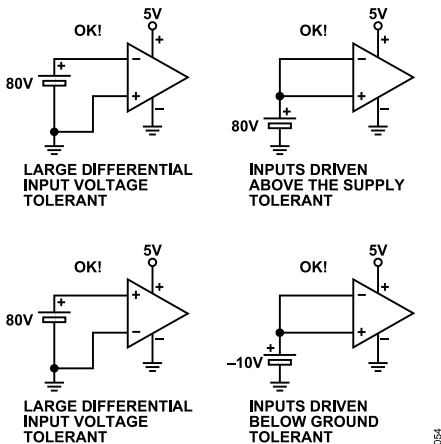 5V
OK!
+
+
−
80V
+
−
LARGE DIFFERENTIAL
INPUT VOLTAGE
TOLERANT
5V
OK!
+
−
+
+
80V
−
INPUTS DRIVEN
ABOVE THE SUPPLY
TOLERANT
5V
OK!
+
+
+
80V
−
−
LARGE DIFFERENTIAL
INPUT VOLTAGE
TOLERANT
5V
OK!
+
−
+
+
–10V
−
INPUTS DRIVEN
BELOW GROUND
TOLERANT
054